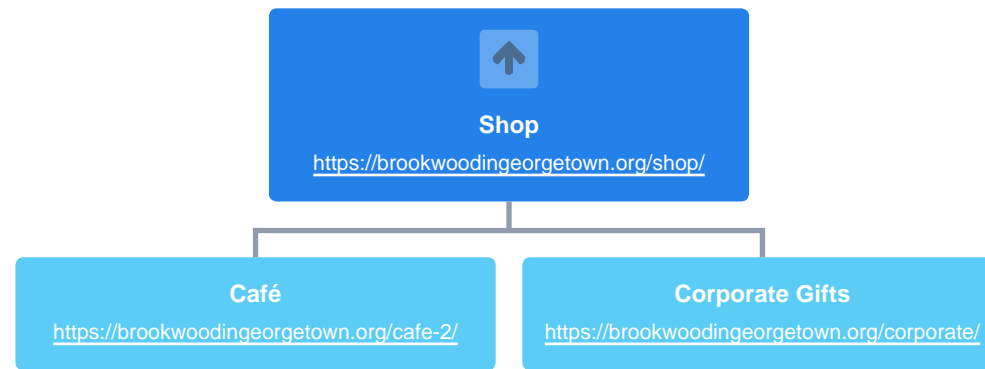 Shop
https://brookwoodingeorgetown.org/shop/
Café
https://brookwoodingeorgetown.org/cafe-2/
Corporate Gifts
https://brookwoodingeorgetown.org/corporate/